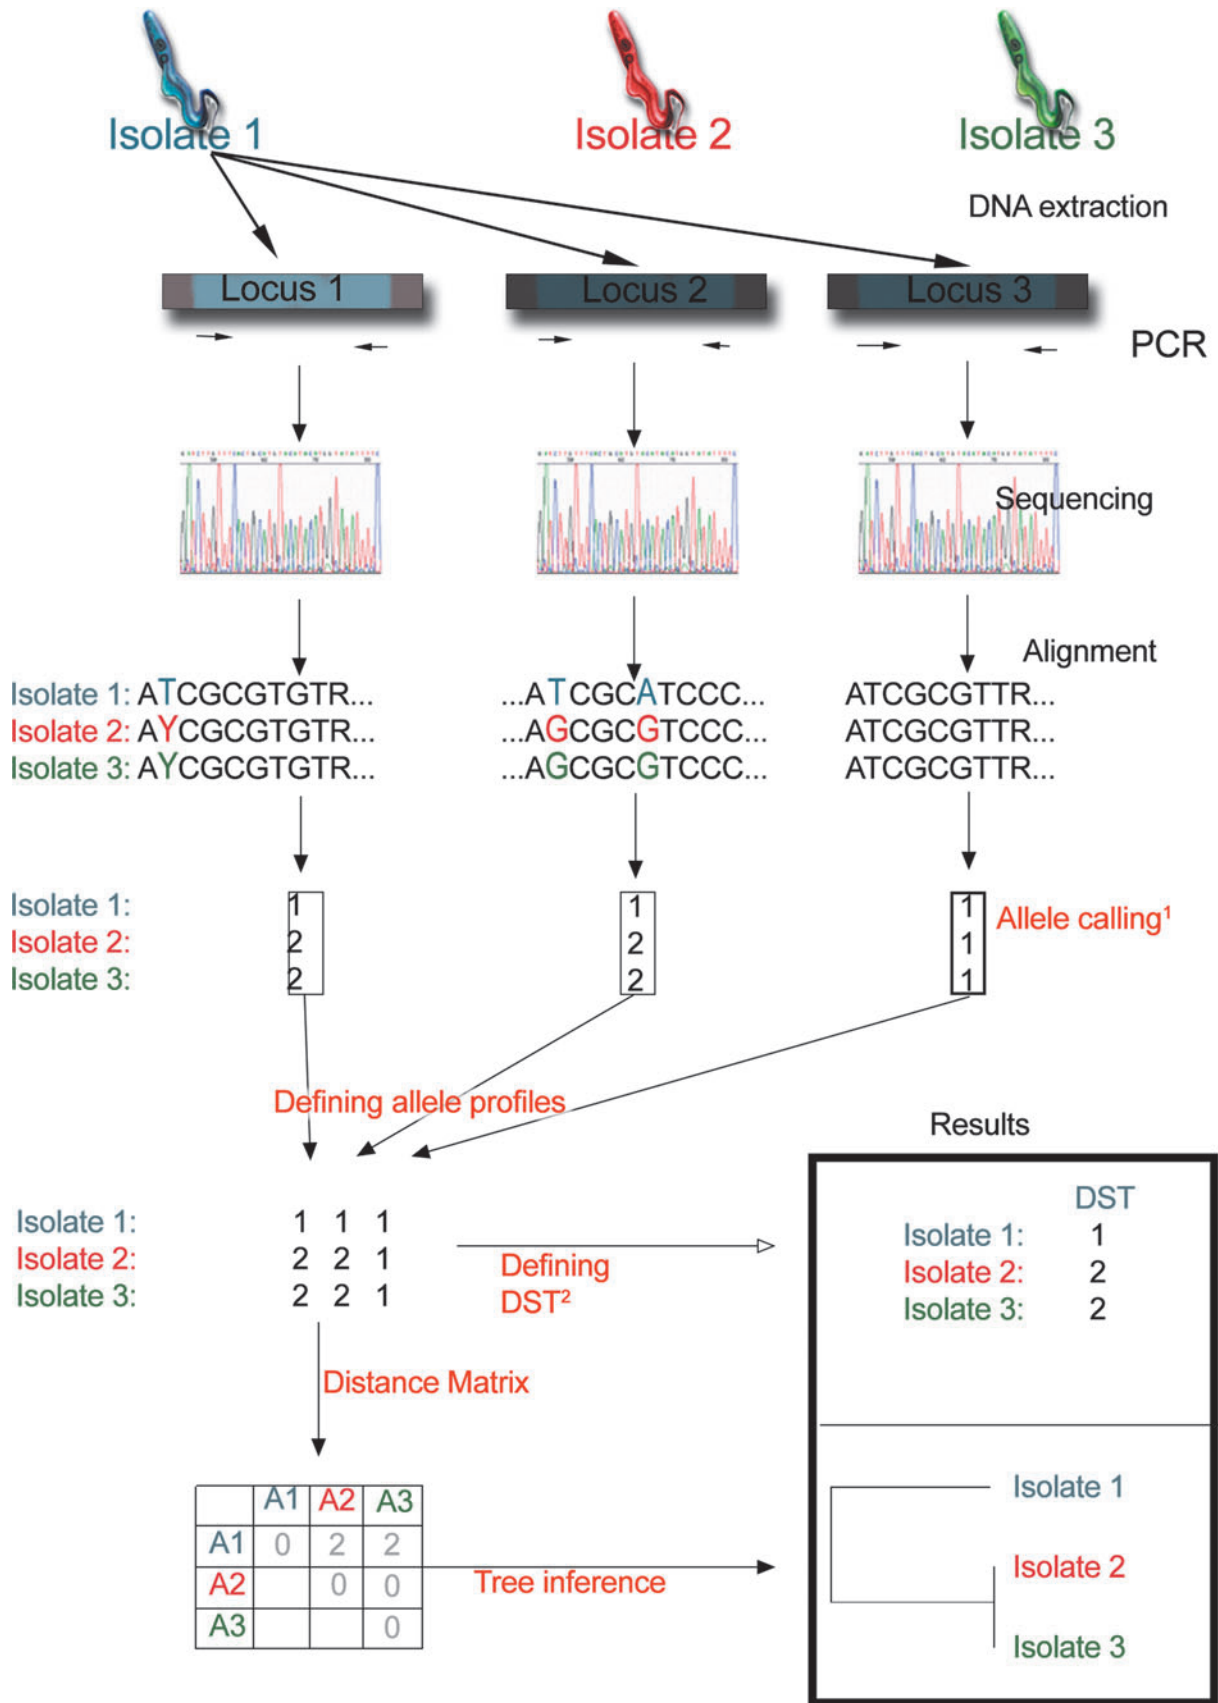 Isolate 1 Isolate 2 Isolate 3
DNA extraction
Locus 1 Locus 2 Locus 3
PCR
Sequencing
Alignment
Isolate 1: ATCGCGTGTR... ...ATCGCATCCC... ATCGCGTTR...
Isolate 2: AYCGCGTGTR... ...AGCGCGTCCC... ATCGCGTTR...
Isolate 3: AYCGCGTGTR... ...AGCGCGTCCC... ATCGCGTTR...
Isolate 1: 1 1 1 Allele calling¹
Isolate 2: 2 2 1
Isolate 3: 2 2 1
Defining allele profiles
Results
DST
Isolate 1: 1 1 1 Isolate 1: 1
Isolate 2: 2 2 1 Defining Isolate 2: 2
Isolate 3: 2 2 1 DST² Isolate 3: 2
Distance Matrix
A1 A2 A3
A1 0 2 2
A2 0 0
A3 0
Tree inference
Isolate 1
Isolate 2
Isolate 3